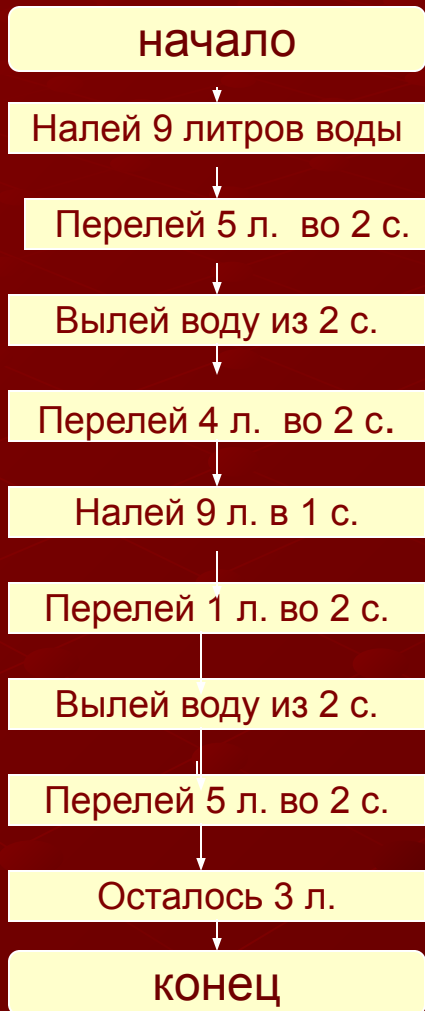 начало
Налей 9 литров воды
Перелей 5 л. во 2 с.
Вылей воду из 2 с.
Перелей 4 л. во 2 с.
Налей 9 л. в 1 с.
Перелей 1 л. во 2 с.
Вылей воду из 2 с.
Перелей 5 л. во 2 с.
Осталось 3 л.
конец